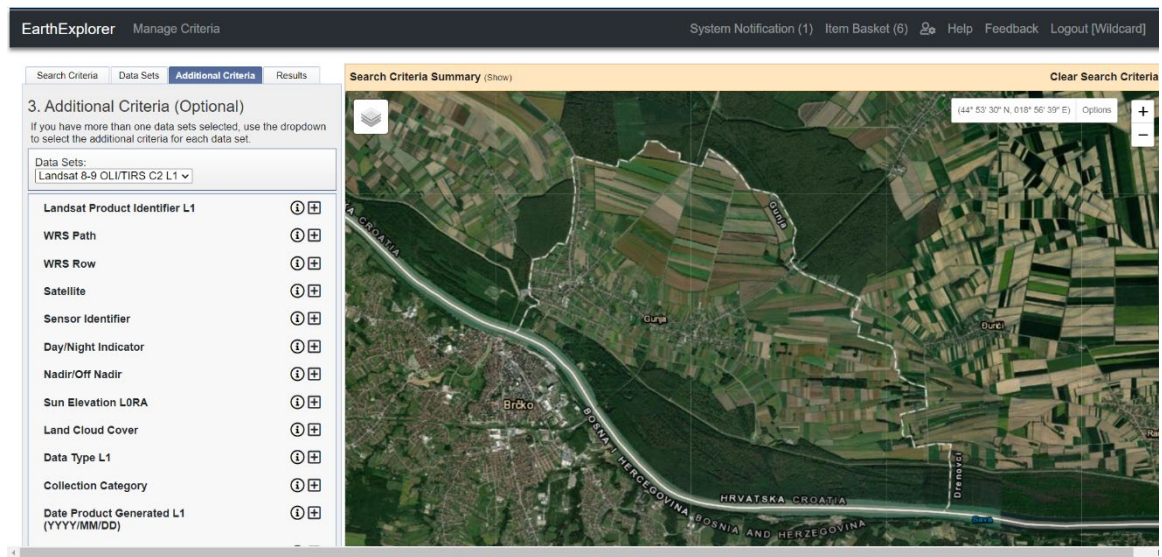 EarthExplorer Manage Criteria System Notification (1) Item Basket (6) Help Feedback Logout [Wildcard]
Search Criteria Data Sets Additional Criteria Results
3. Additional Criteria (Optional)
If you have more than one data sets selected, use the dropdown
to select the additional criteria for each data set.
Data Sets:
Landsat 8-9 OLI/TIRS C2 L1
Landsat Product Identifier L1
WRS Path
WRS Row
Satellite
Sensor Identifier
Day/Night Indicator
Nadir/Off Nadir
Sun Elevation L0RA
Land Cloud Cover
Data Type L1
Collection Category
Date Product Generated L1
(YYYY/MM/DD)
Search Criteria Summary (Show) Clear Search Criteria
(44° 53' 30" N, 018° 56' 39" E) Options
+
−
CROATIA
Gunja
Gunja
Đurići
Brčko
BOSNA I HERCEGOVINA
BOSNIA AND HERZEGOVINA
HRVATSKA CROATIA
Drenovci
Sava